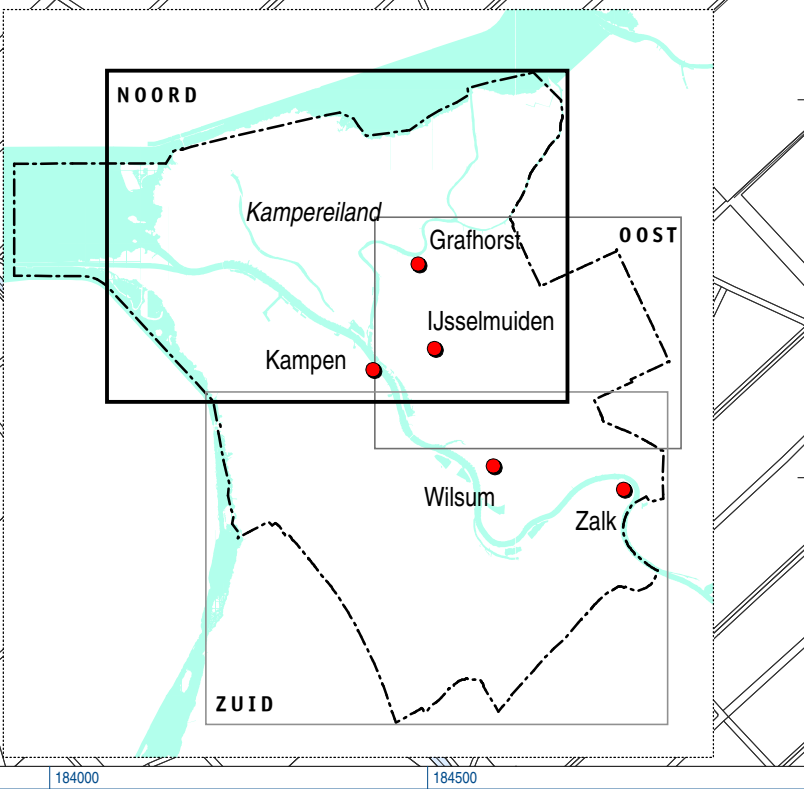 NOORD
Kampereiland
Grafhorst
OOST
IJsselmuiden
Kampen
Wilsum
Zalk
ZUID
184000
184500